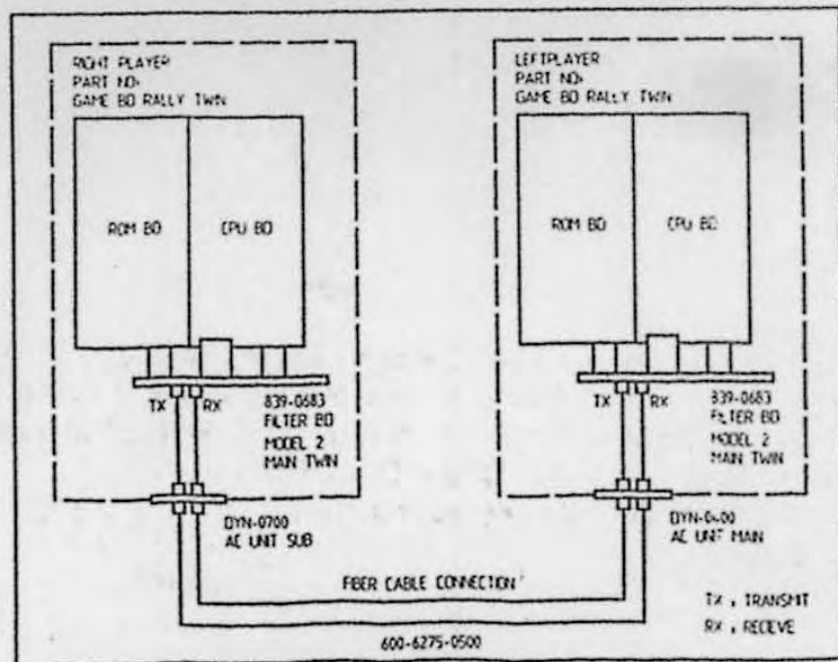 RIGHT PLAYER
PART NO.
GAME BD RALLY TWIN
ROM BD
CPU BD
TX
RX
839-0683
FILTER BD
MODEL 2
MAIN TWIN
DYN-0700
AC UNIT SUB
LEFTPLAYER
PART NO.
GAME BD RALLY TWIN
ROM BD
CPU BD
TX
RX
839-0683
FILTER BD
MODEL 2
MAIN TWIN
AC UNIT MAIN
FIBER CABLE CONNECTION
600-6275-0500
TX , TRANSMIT
RX , RECIEVE